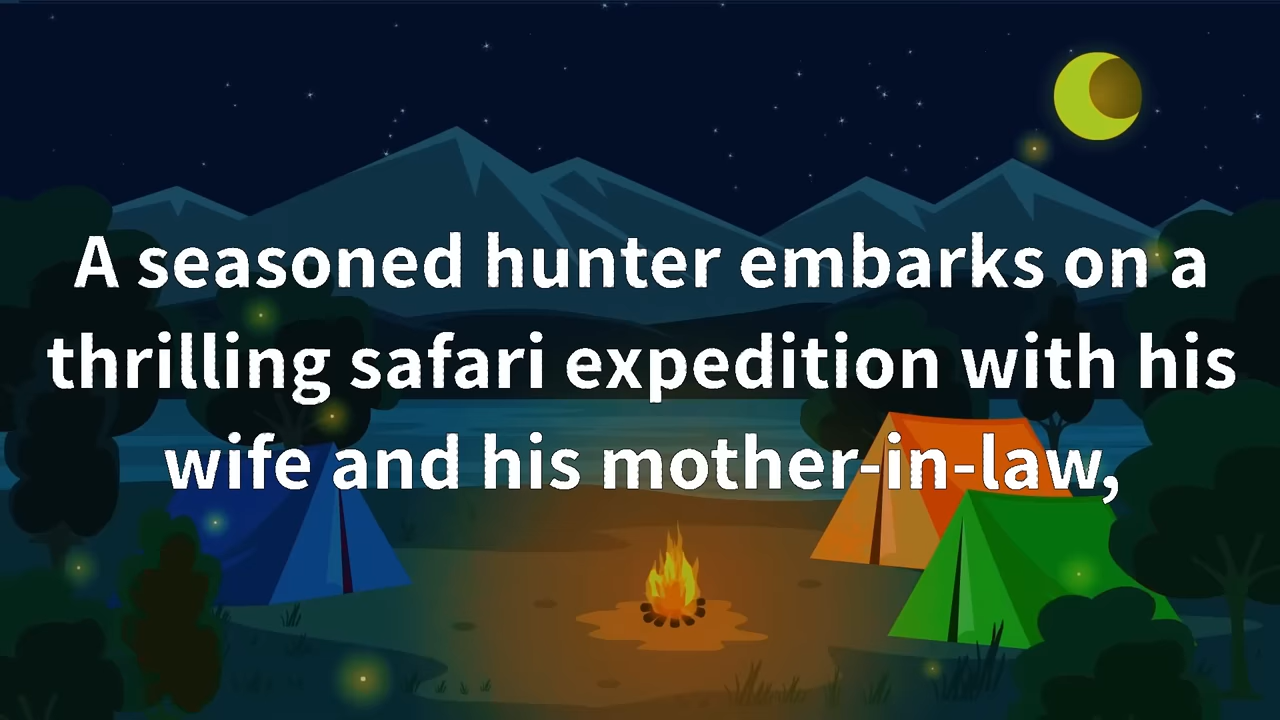 A seasoned hunter embarks on a
thrilling safari expedition with his
wife and his mother-in-law,